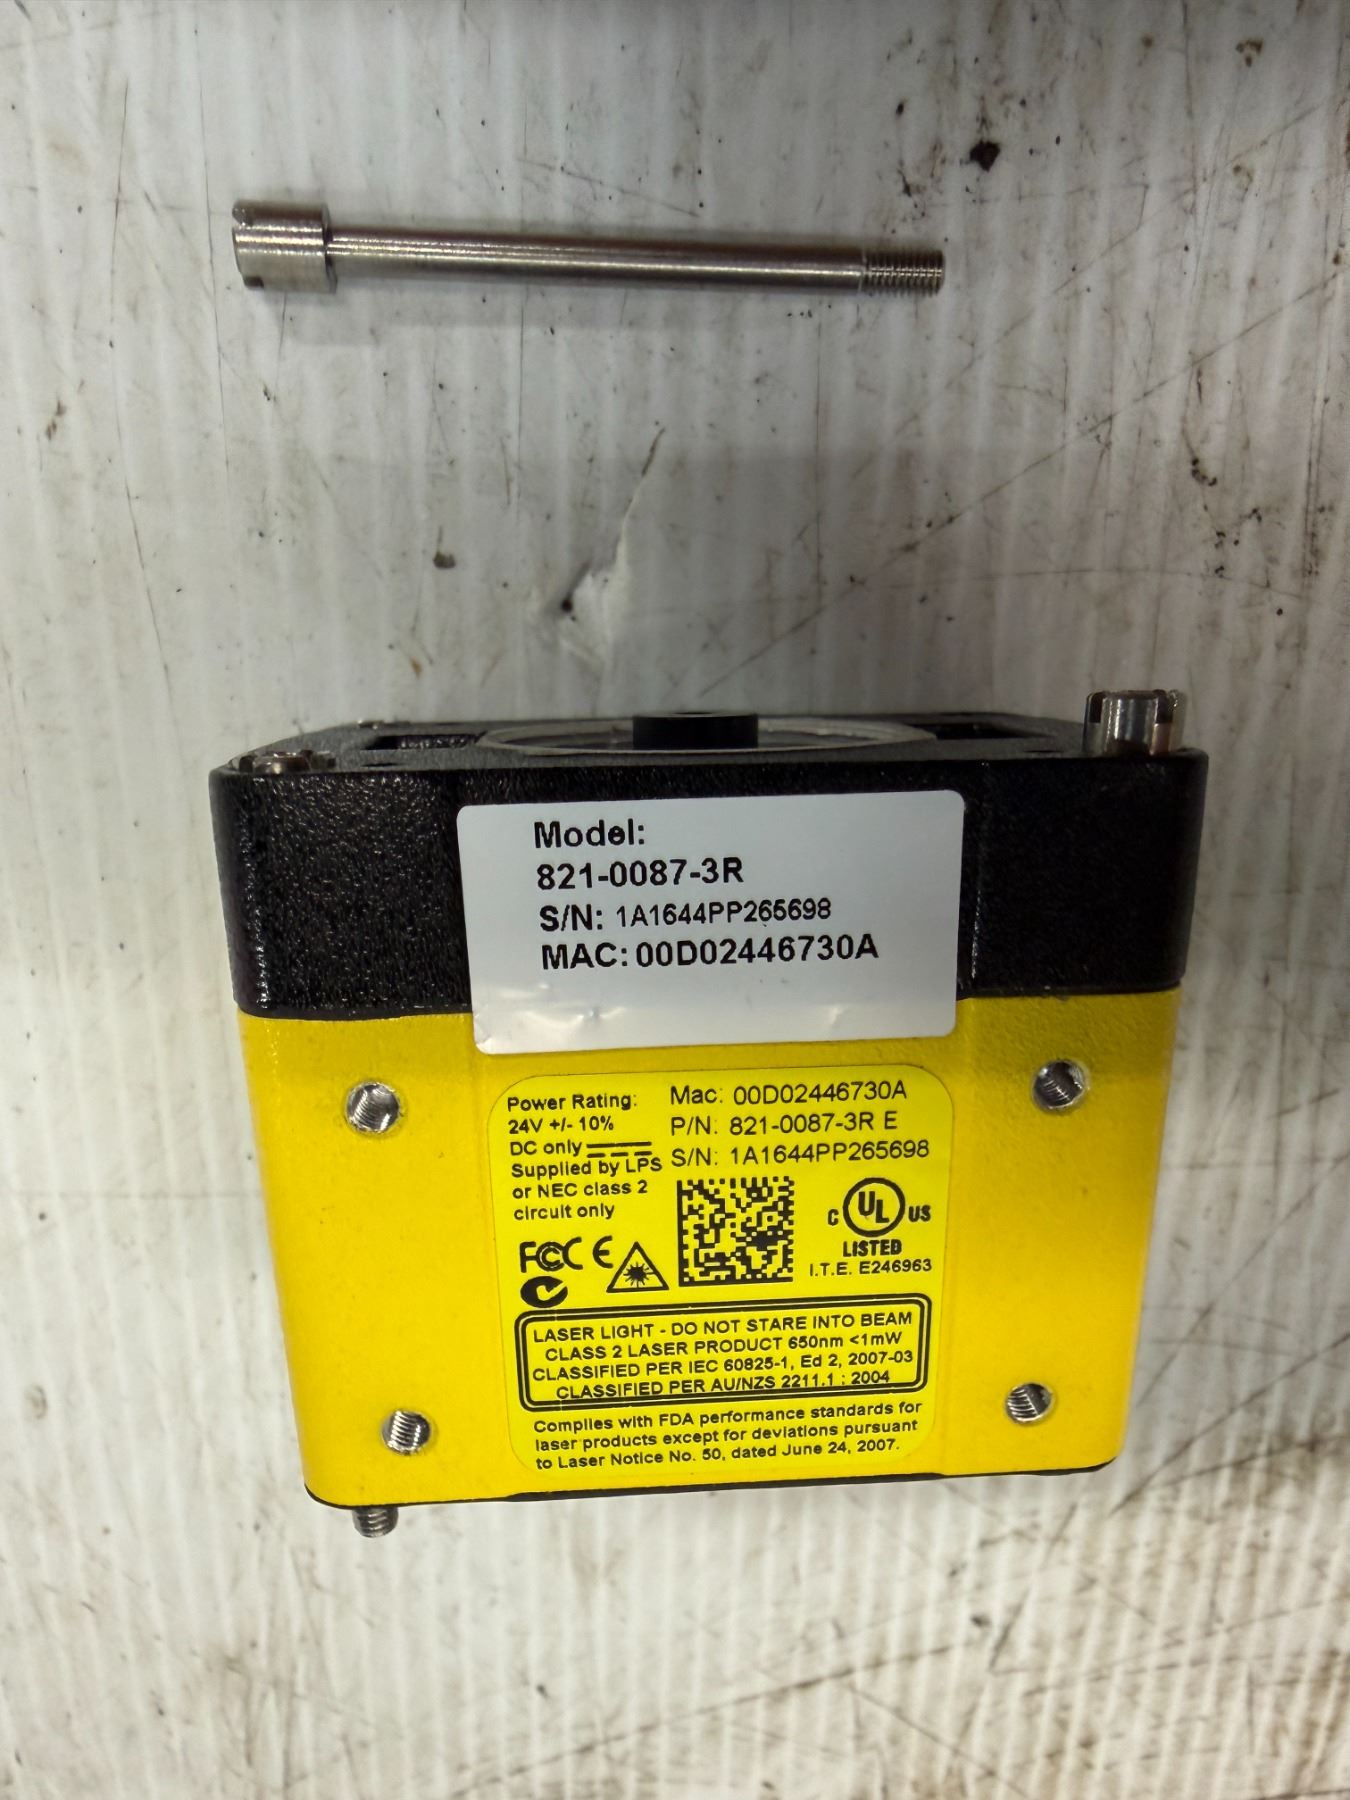 Model:
821-0087-3R
S/N: 1A1644PP265698
MAC: 00D02446730A
Power Rating:
24V +/- 10%
DC only
Supplied by LPS
or NEC class 2
circuit only
Mac: 00D02446730A
P/N: 821-0087-3R E
S/N: 1A1644PP265698
FCC CE
C UL US
LISTED
I.T.E. E246963
LASER LIGHT - DO NOT STARE INTO BEAM
CLASS 2 LASER PRODUCT 650nm <1mW
CLASSIFIED PER IEC 60825-1, Ed 2, 2007-03
CLASSIFIED PER AU/NZS 2211.1 : 2004
Complies with FDA performance standards for
laser products except for deviations pursuant
to Laser Notice No. 50, dated June 24, 2007.